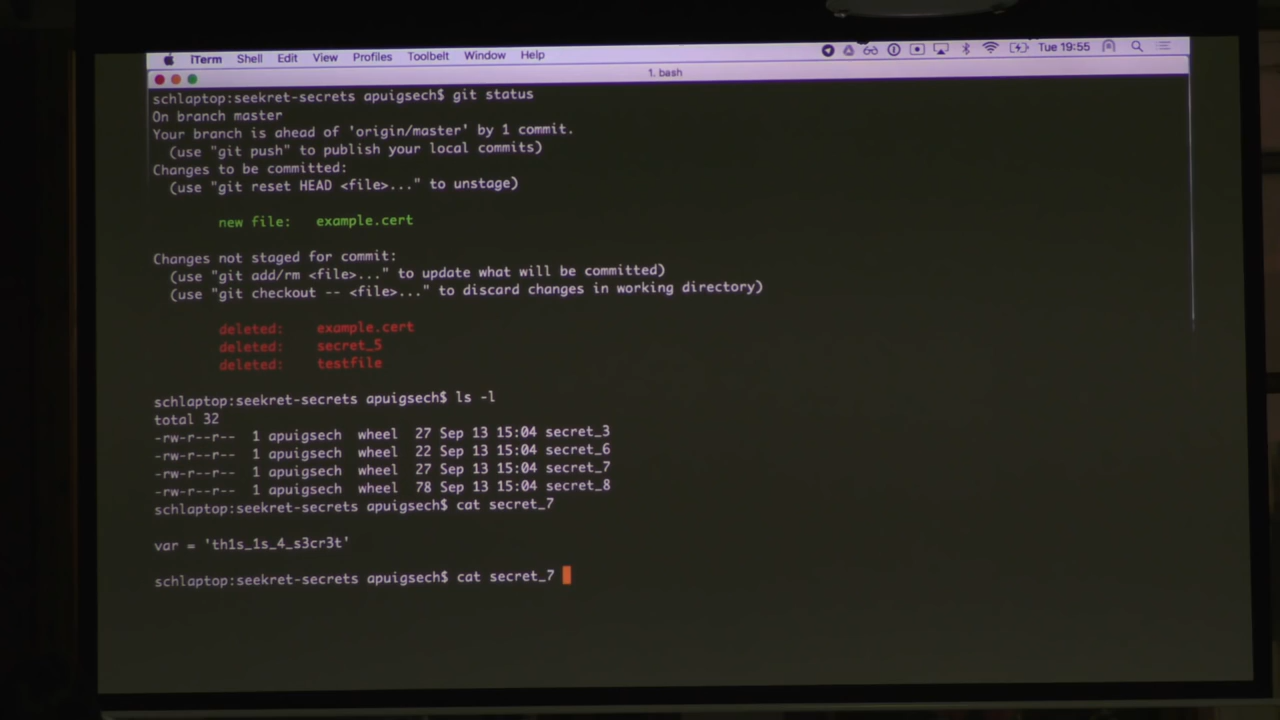 iTerm Shell Edit View Profiles Toolbelt Window Help Tue 19:55
1. bash
schlaptop:seekret-secrets apuigsech$ git status
On branch master
Your branch is ahead of 'origin/master' by 1 commit.
(use "git push" to publish your local commits)
Changes to be committed:
(use "git reset HEAD <file>..." to unstage)
new file: example.cert
Changes not staged for commit:
(use "git add/rm <file>..." to update what will be committed)
(use "git checkout -- <file>..." to discard changes in working directory)
deleted: example.cert
deleted: secret_5
deleted: testfile
schlaptop:seekret-secrets apuigsech$ ls -l
total 32
-rw-r--r-- 1 apuigsech wheel 27 Sep 13 15:04 secret_3
-rw-r--r-- 1 apuigsech wheel 22 Sep 13 15:04 secret_6
-rw-r--r-- 1 apuigsech wheel 27 Sep 13 15:04 secret_7
-rw-r--r-- 1 apuigsech wheel 78 Sep 13 15:04 secret_8
schlaptop:seekret-secrets apuigsech$ cat secret_7
var = 'th1s_1s_4_s3cr3t'
schlaptop:seekret-secrets apuigsech$ cat secret_7